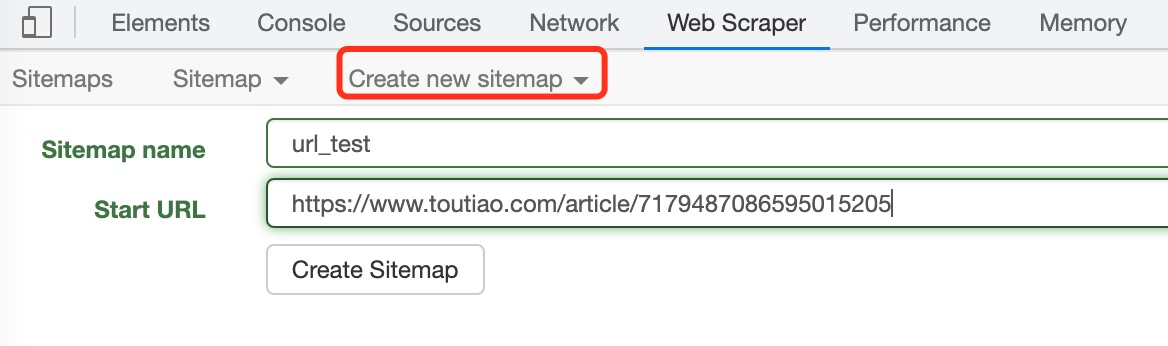 Elements Console Sources Network Web Scraper Performance Memory
Sitemaps Sitemap Create new sitemap
Sitemap name url_test
Start URL https://www.toutiao.com/article/7179487086595015205
Create Sitemap